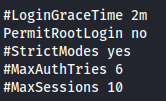 #LoginGraceTime 2m
PermitRootLogin no
#StrictModes yes
#MaxAuthTries 6
#MaxSessions 10